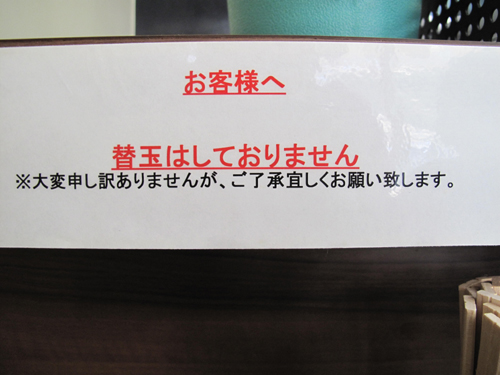 お客様へ
替玉はしておりません
※大変申し訳ありませんが、ご了承宜しくお願い致します。